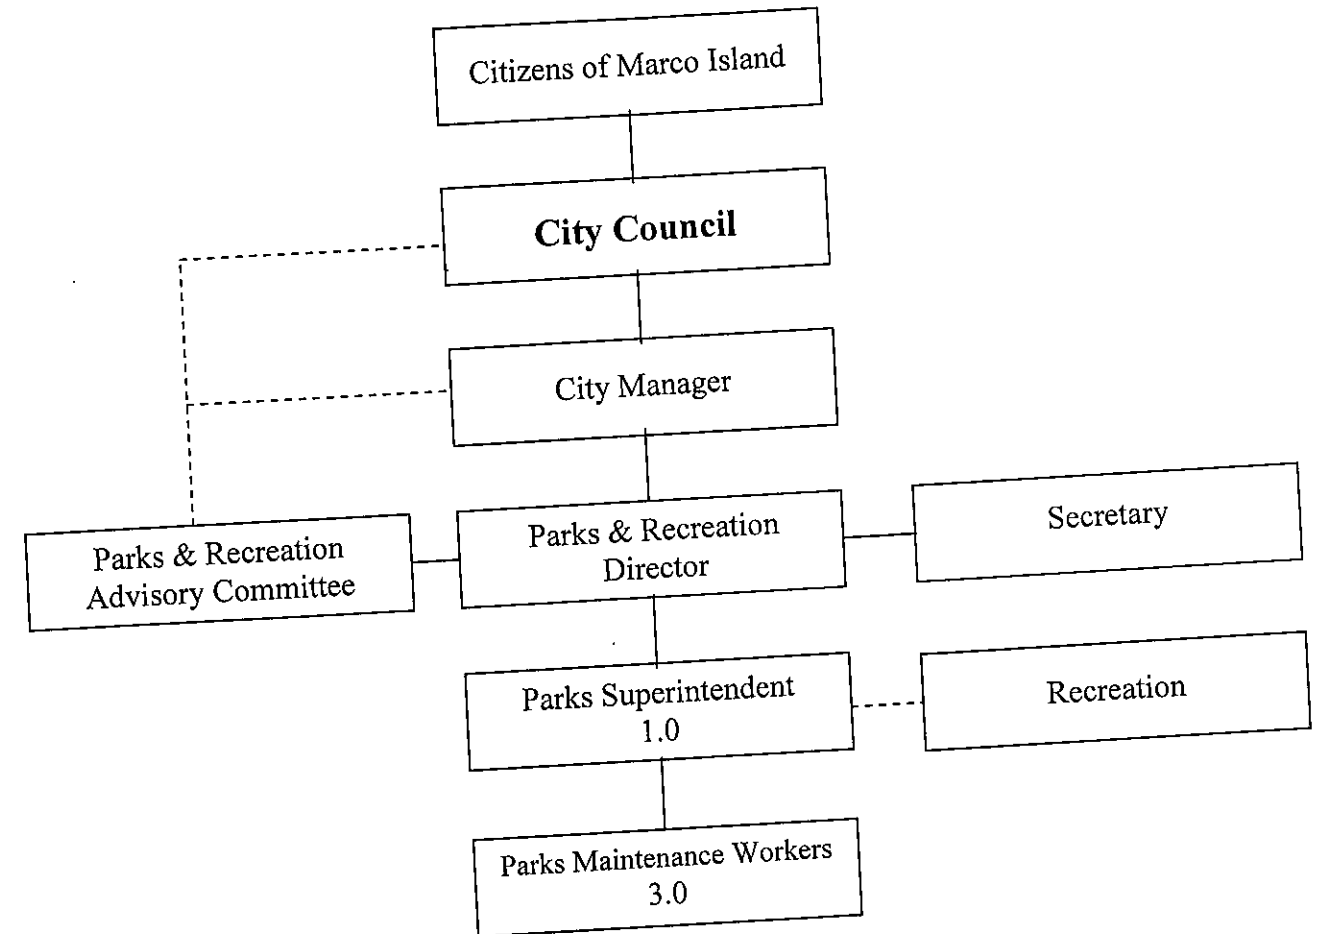 Citizens of Marco Island
City Council
City Manager
Parks & Recreation
Advisory Committee
Parks & Recreation
Director
Secretary
Parks Superintendent
1.0
Recreation
Parks Maintenance Workers
3.0